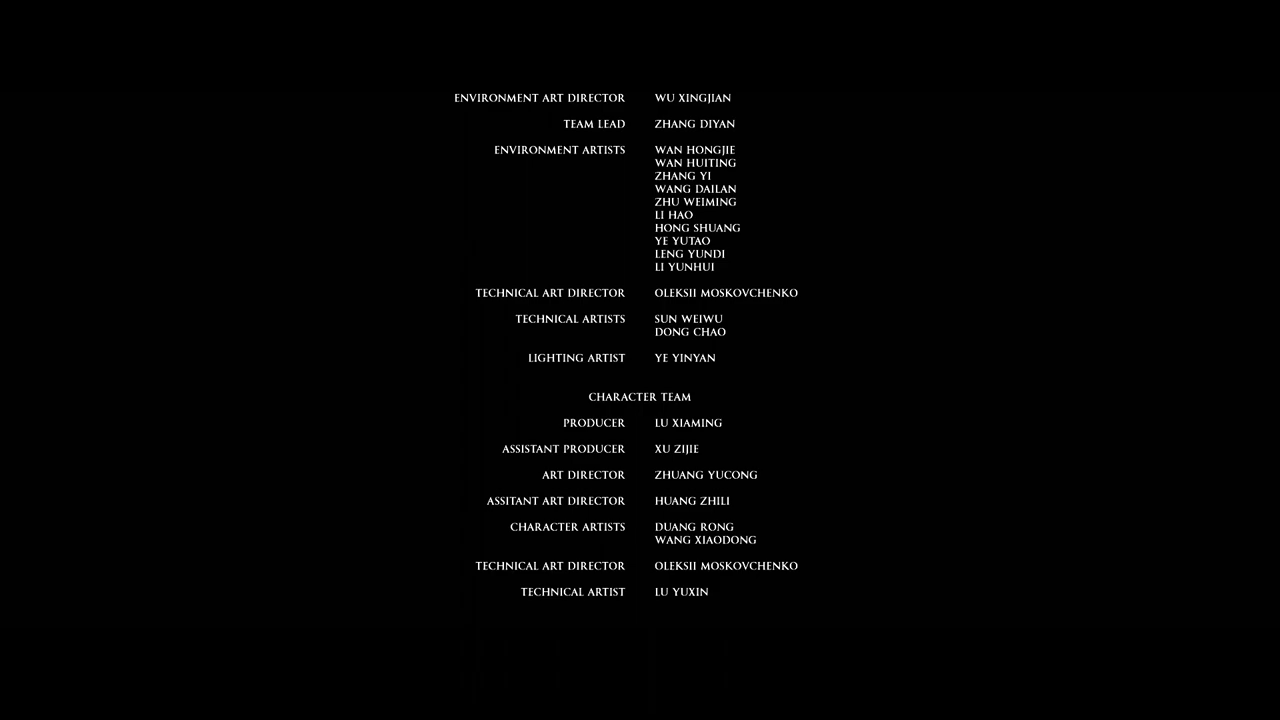 ENVIRONMENT ART DIRECTOR WU XINGJIAN
TEAM LEAD ZHANG DIYAN
ENVIRONMENT ARTISTS WAN HONGJIE
WAN HUITING
ZHANG YI
WANG DAILAN
ZHU WEIMING
LI HAO
HONG SHUANG
YE YUTAO
LENG YUNDI
LI YUNHUI
TECHNICAL ART DIRECTOR OLEKSII MOSKOVCHENKO
TECHNICAL ARTISTS SUN WEIWU
DONG CHAO
LIGHTING ARTIST YE YINYAN
CHARACTER TEAM
PRODUCER LU XIAMING
ASSISTANT PRODUCER XU ZIJIE
ART DIRECTOR ZHUANG YUCONG
ASSITANT ART DIRECTOR HUANG ZHILI
CHARACTER ARTISTS DUANG RONG
WANG XIAODONG
TECHNICAL ART DIRECTOR OLEKSII MOSKOVCHENKO
TECHNICAL ARTIST LU YUXIN